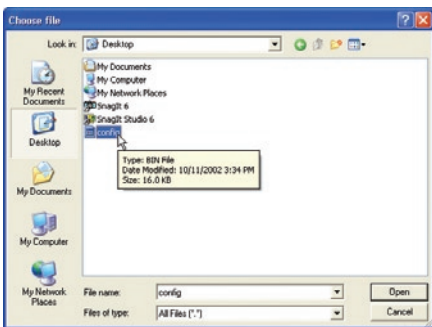 Choose file
Look in: Desktop
My Recent
Documents
Desktop
My Documents
My Computer
My Network
Places
My Documents
My Computer
My Network Places
SnagIt 6
SnagIt Studio 6
config
Type: BIN File
Date Modified: 10/11/2002 3:34 PM
Size: 16.0 KB
File name: config Open
Files of type: All Files (*.*) Cancel